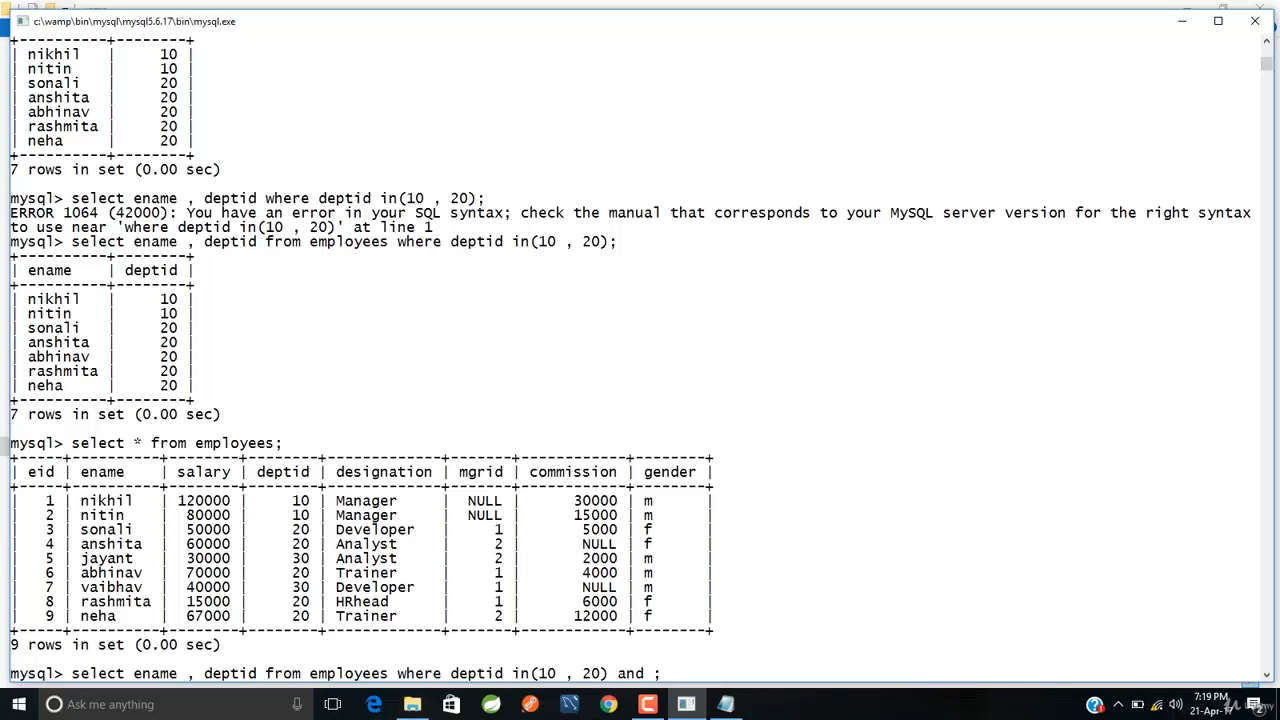 c:\wamp\bin\mysql\mysql5.6.17\bin\mysql.exe
+----------+--------+
| nikhil   |     10 |
| nitin    |     10 |
| sonali   |     20 |
| anshita  |     20 |
| abhinav  |     20 |
| rashmita |     20 |
| neha     |     20 |
+----------+--------+
7 rows in set (0.00 sec)
mysql> select ename , deptid where deptid in(10 , 20);
ERROR 1064 (42000): You have an error in your SQL syntax; check the manual that corresponds to your MySQL server version for the right syntax
to use near 'where deptid in(10 , 20)' at line 1
mysql> select ename , deptid from employees where deptid in(10 , 20);
+----------+--------+
| ename    | deptid |
+----------+--------+
| nikhil   |     10 |
| nitin    |     10 |
| sonali   |     20 |
| anshita  |     20 |
| abhinav  |     20 |
| rashmita |     20 |
| neha     |     20 |
+----------+--------+
7 rows in set (0.00 sec)
mysql> select * from employees;
+-----+----------+--------+--------+-------------+-------+------------+--------+
| eid | ename    | salary | deptid | designation | mgrid | commission | gender |
+-----+----------+--------+--------+-------------+-------+------------+--------+
|   1 | nikhil   | 120000 |     10 | Manager     |  NULL |      30000 | m      |
|   2 | nitin    |  80000 |     10 | Manager     |  NULL |      15000 | m      |
|   3 | sonali   |  50000 |     20 | Developer   |     1 |       5000 | f      |
|   4 | anshita  |  60000 |     20 | Analyst     |     2 |       NULL | f      |
|   5 | jayant   |  30000 |     30 | Analyst     |     2 |       2000 | m      |
|   6 | abhinav  |  70000 |     20 | Trainer     |     1 |       4000 | m      |
|   7 | vaibhav  |  40000 |     30 | Developer   |     1 |       NULL | m      |
|   8 | rashmita |  15000 |     20 | HRhead      |     1 |       6000 | f      |
|   9 | neha     |  67000 |     20 | Trainer     |     2 |      12000 | f      |
+-----+----------+--------+--------+-------------+-------+------------+--------+
9 rows in set (0.00 sec)
mysql> select ename , deptid from employees where deptid in(10 , 20) and ;
Ask me anything
7:19 PM
21-Apr-17